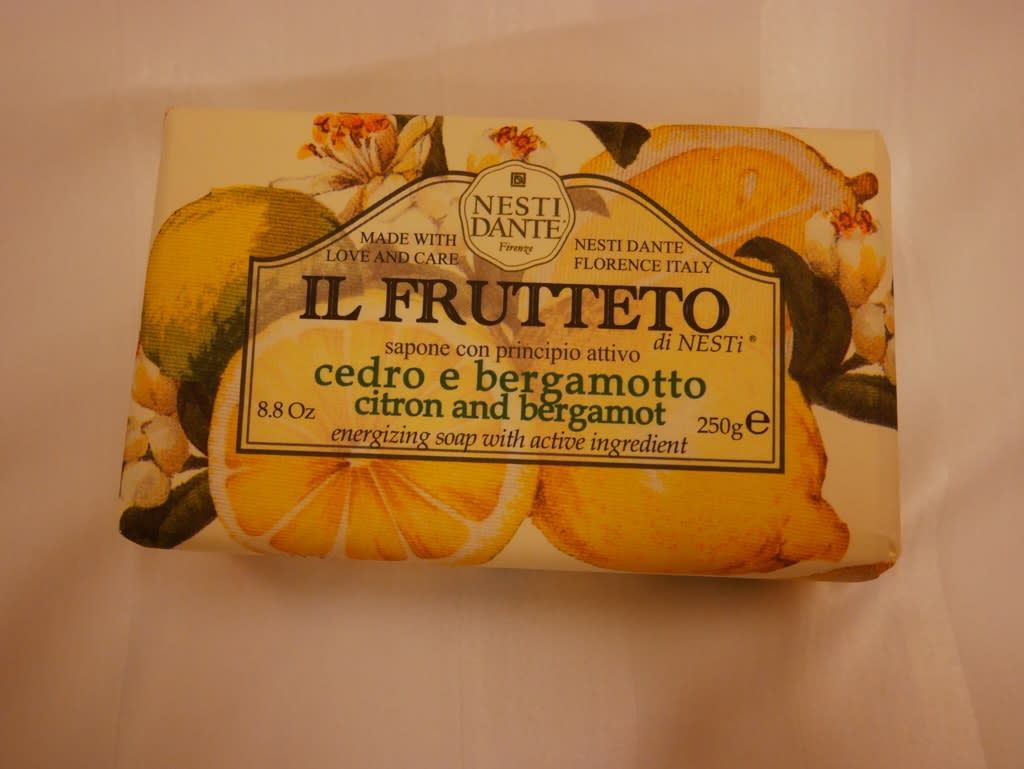 NESTI
DANTE
Firenze
MADE WITH
LOVE AND CARE
NESTI DANTE
FLORENCE ITALY
IL FRUTTETO
di NESTi ®
sapone con principio attivo
cedro e bergamotto
citron and bergamot
8.8 Oz
250g e
energizing soap with active ingredient